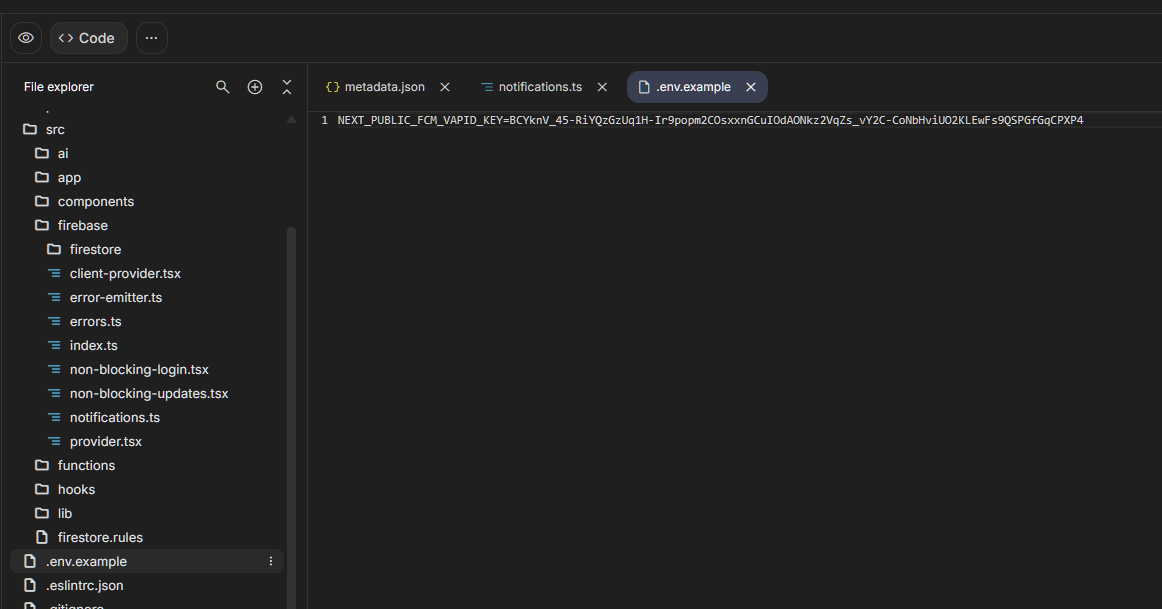 <> Code
File explorer
{} metadata.json
notifications.ts
.env.example
1 NEXT_PUBLIC_FCM_VAPID_KEY=BCYknV_45-RiYQzGzUq1H-Ir9popm2COsxxnGCuIOdAONkz2VqZs_vY2C-CoNbHviUO2KLEwFs9QSPGfGqCPXP4
src
ai
app
components
firebase
firestore
client-provider.tsx
error-emitter.ts
errors.ts
index.ts
non-blocking-login.tsx
non-blocking-updates.tsx
notifications.ts
provider.tsx
functions
hooks
lib
firestore.rules
.env.example
.eslintrc.json
.gitignore